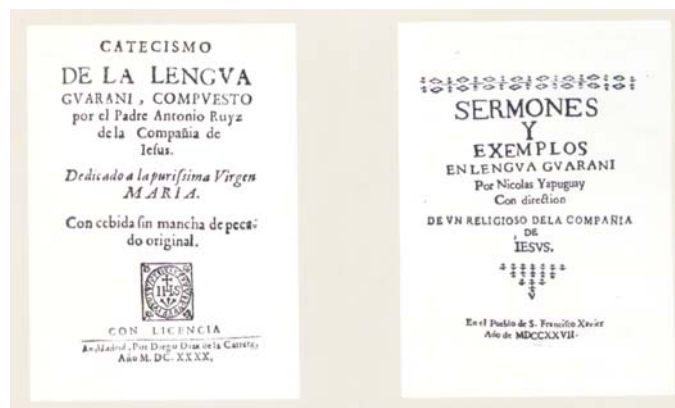 CATECISMO
DE LA LENGVA
GVARANI, COMPVESTO
por el Padre Antonio Ruyz
dela Compañia de
Iesus.
Dedicado a la purissima Virgen
MARIA.
Con cebida sin mancha de peca-
do original.
IHS
CON LICENCIA
En Madrid, Por Diego Diaz de la Carrera,
Año M. DC. XXXX.
SERMONES
Y
EXEMPLOS
EN LENGVA GVARANI
Por Nicolas Yapuguay
Con direction
DE VN RELIGIOSO DELA COMPAÑIA
DE
IESVS.
En el Pueblo de S. Francisco Xavier
Año de MDCCXXVII.